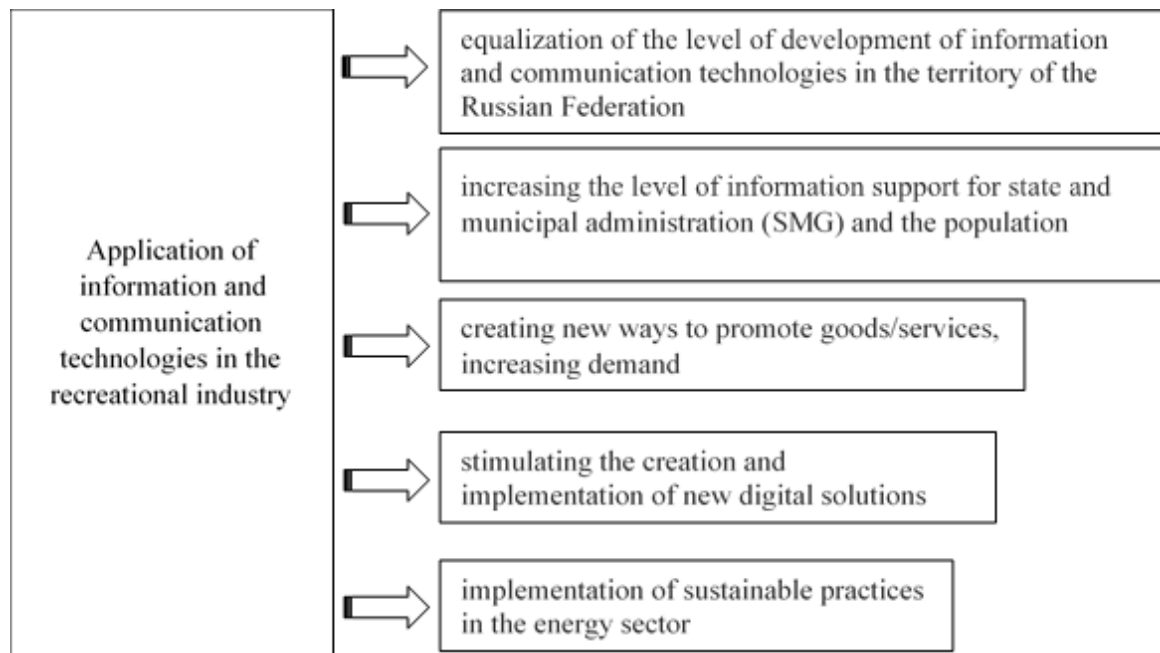 Application of
information and
communication
technologies in the
recreational industry
equalization of the level of development of information
and communication technologies in the territory of the
Russian Federation
increasing the level of information support for state and
municipal administration (SMG) and the population
creating new ways to promote goods/services,
increasing demand
stimulating the creation and
implementation of new digital solutions
implementation of sustainable practices
in the energy sector